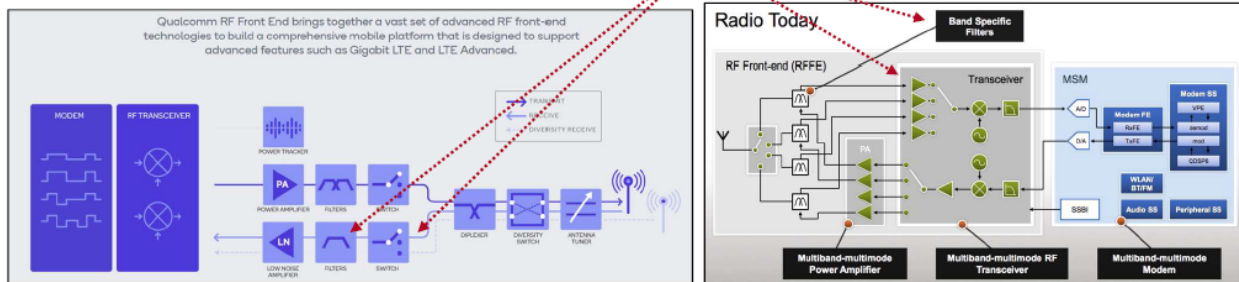 Qualcomm RF Front End brings together a vast set of advanced RF front-end
technologies to build a comprehensive mobile platform that is designed to support
advanced features such as Gigabit LTE and LTE Advanced.
TRANSMIT
RECEIVE
DIVERSITY RECEIVE
MODEM
RF TRANSCEIVER
POWER TRACKER
PA
POWER AMPLIFIER
FILTERS
SWITCH
DIPLEXER
DIVERSITY
SWITCH
ANTENNA
TUNER
LN
LOW NOISE
AMPLIFIER
FILTERS
SWITCH
Radio Today
Band Specific
Filters
RF Front-end (RFFE)
Transceiver
PA
MSM
Modem SS
VPE
demod
mod
QDSP6
Modem FE
RxFE
TxFE
A/D
D/A
WLAN/
BT/FM
SSBI
Audio SS
Peripheral SS
Multiband-multimode
Power Amplifier
Multiband-multimode RF
Transceiver
Multiband-multimode
Modem